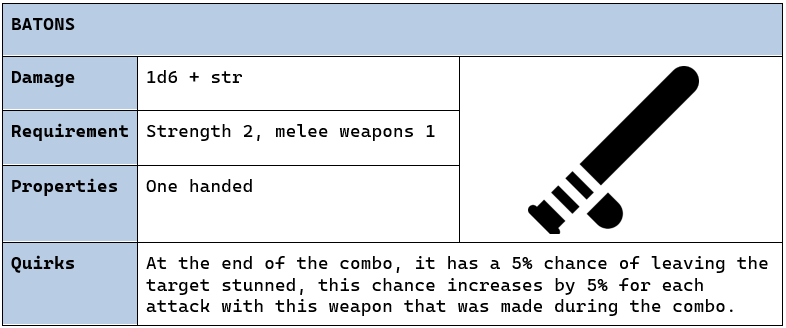 BATONS
Damage
1d6 + str
Requirement
Strength 2, melee weapons 1
Properties
One handed
Quirks
At the end of the combo, it has a 5% chance of leaving the
target stunned, this chance increases by 5% for each
attack with this weapon that was made during the combo.